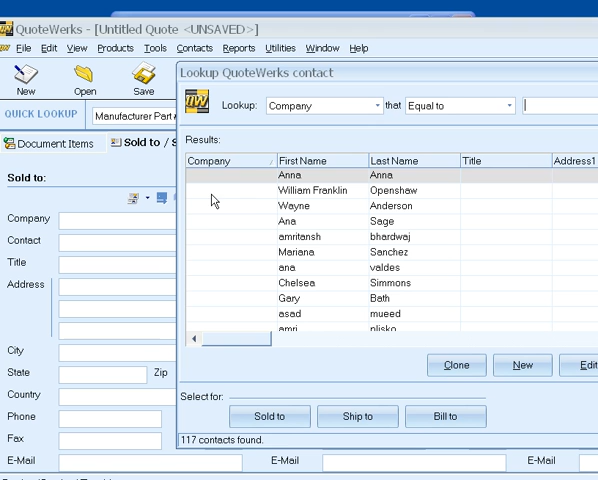 QuoteWerks - [Untitled Quote <UNSAVED>]
File Edit View Products Tools Contacts Reports Utilities Window Help
New Open Save
QUICK LOOKUP Manufacturer Part #
Document Items Sold to / S
Sold to:
Company
Contact
Title
Address
City
State Zip
Country
Phone
Fax
E-Mail E-Mail E-Mail
Lookup QuoteWerks contact
Lookup: Company that Equal to
Results:
Company First Name Last Name Title Address1
Anna Anna
William Franklin Openshaw
Wayne Anderson
Ana Sage
amritansh bhardwaj
Mariana Sanchez
ana valdes
Chelsea Simmons
Gary Bath
asad mueed
amri plisko
Clone New Edit
Select for:
Sold to Ship to Bill to
117 contacts found.